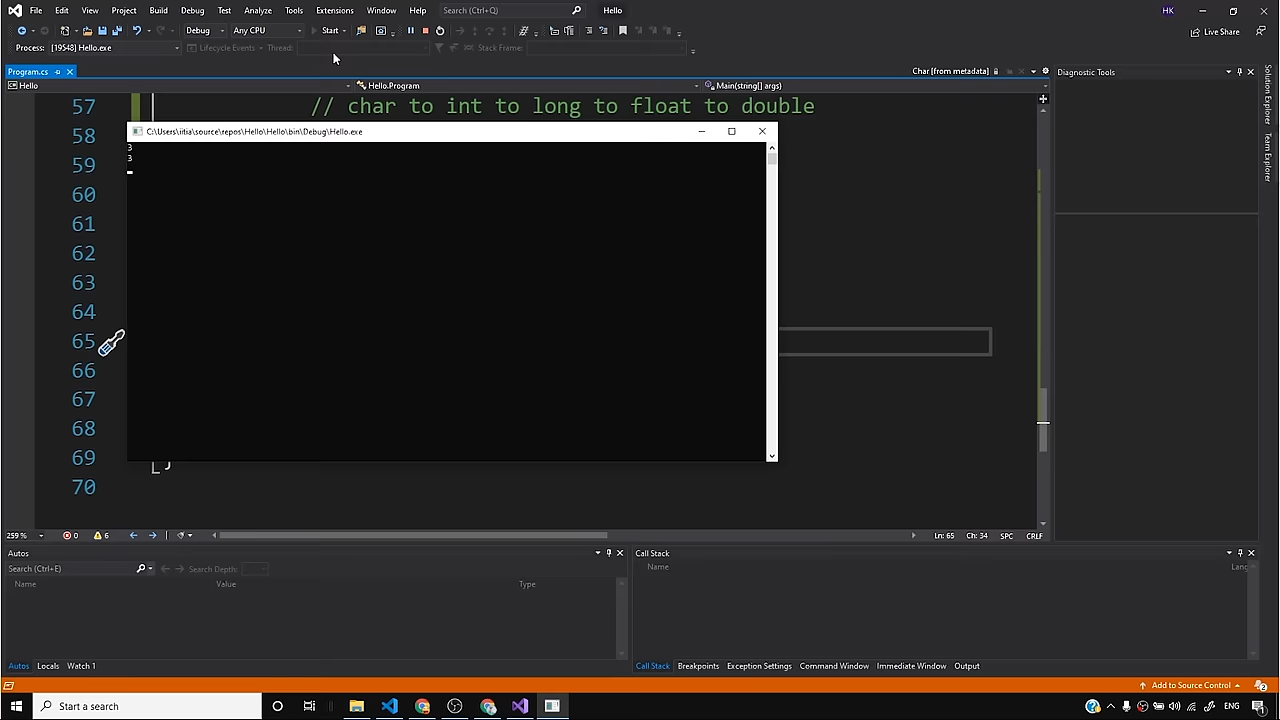 File Edit View Project Build Debug Test Analyze Tools Extensions Window Help Search (Ctrl+Q) Hello HK
Debug Any CPU Start Live Share
Process: [19548] Hello.exe Lifecycle Events Thread: Stack Frame:
Program.cs Char [from metadata] Diagnostic Tools
Hello Hello.Program Main(string[] args)
Solution Explorer
Team Explorer
57 // char to int to long to float to double
58
C:\Users\iitia\source\repos\Hello\Hello\bin\Debug\Hello.exe
3
3
59
60
61
62
63
64
65
66
67
68
69 }
70
259 % 0 6 Ln: 65 Ch: 34 SPC CRLF
Autos Call Stack
Search (Ctrl+E) Search Depth: Name Lang
Name Value Type
Autos Locals Watch 1 Call Stack Breakpoints Exception Settings Command Window Immediate Window Output
Add to Source Control 2
Start a search ENG